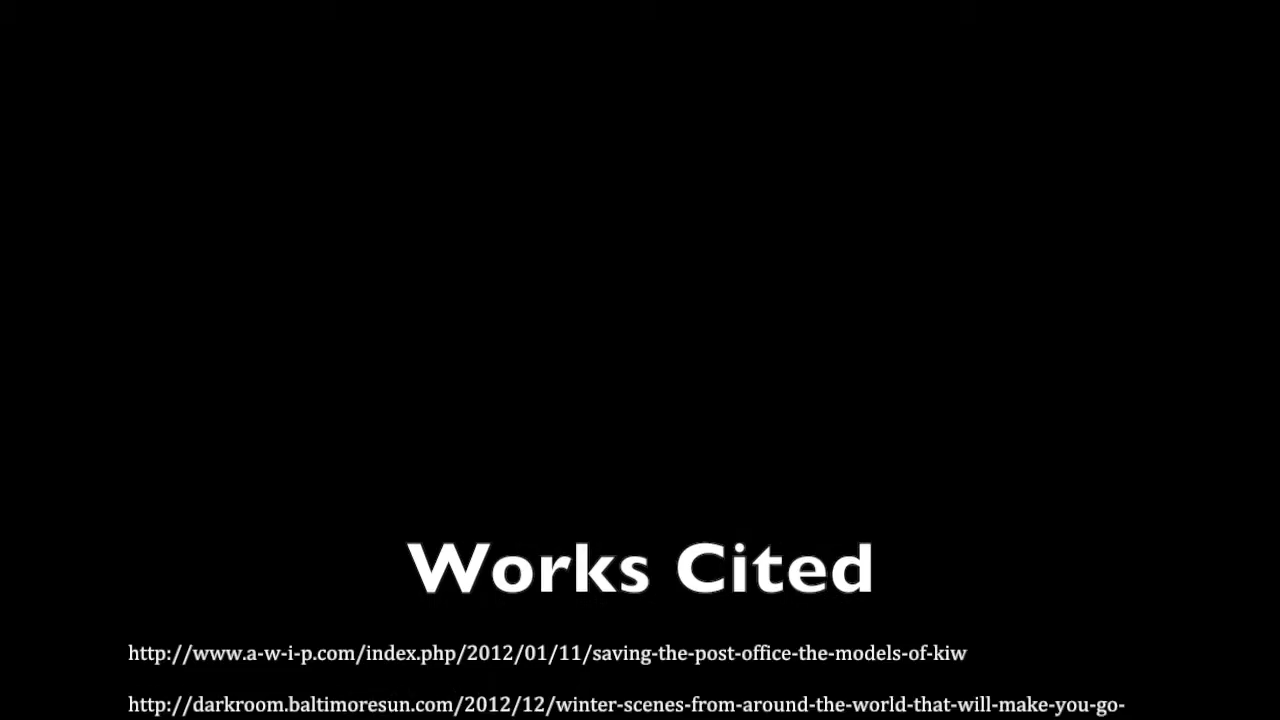 Works Cited
http://www.a-w-i-p.com/index.php/2012/01/11/saving-the-post-office-the-models-of-kiw
http://darkroom.baltimoresun.com/2012/12/winter-scenes-from-around-the-world-that-will-make-you-go-